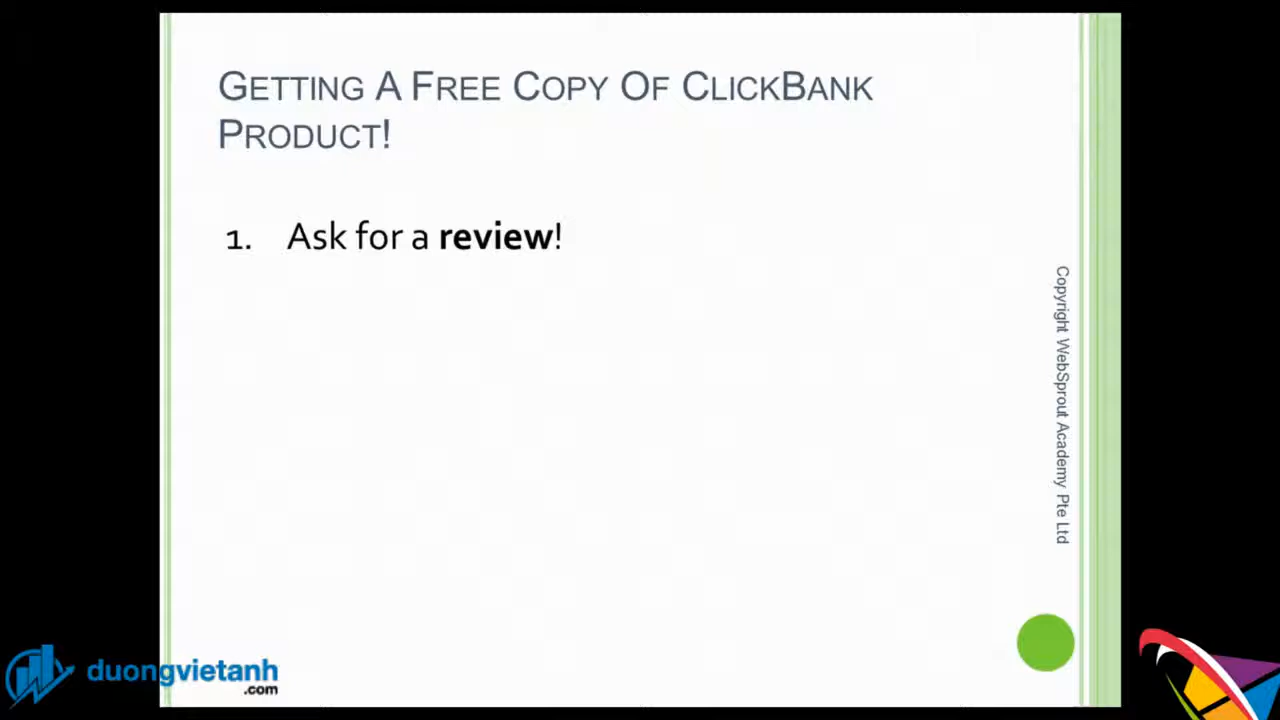 GETTING A FREE COPY OF CLICKBANK
PRODUCT!
1. Ask for a review!
Copyright WebSprout Academy Pte Ltd
duongvietanh
.com